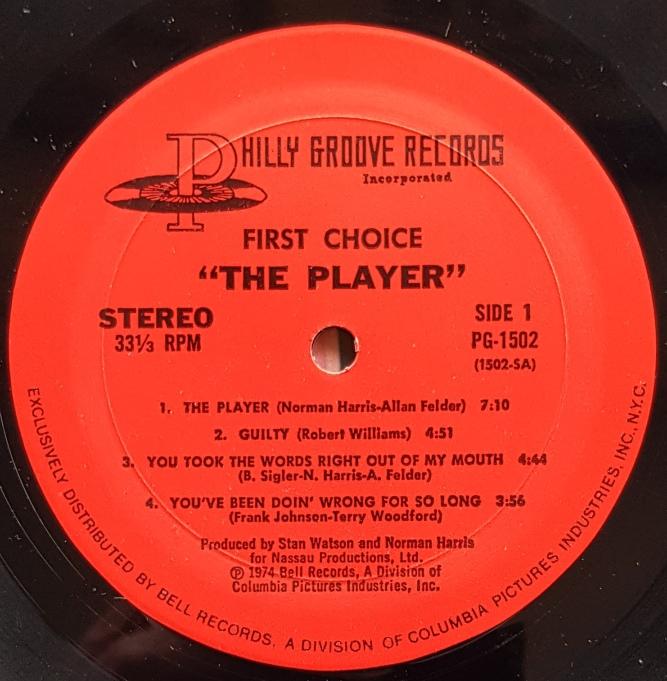 PHILLY GROOVE RECORDS
Incorporated
FIRST CHOICE
“THE PLAYER”
STEREO
33⅓ RPM
SIDE 1
PG-1502
(1502-SA)
1. THE PLAYER (Norman Harris-Allan Felder) 7:10
2. GUILTY (Robert Williams) 4:51
3. YOU TOOK THE WORDS RIGHT OUT OF MY MOUTH 4:44
(B. Sigler-N. Harris-A. Felder)
4. YOU'VE BEEN DOIN' WRONG FOR SO LONG 3:56
(Frank Johnson-Terry Woodford)
Produced by Stan Watson and Norman Harris
for Nassau Productions, Ltd.
℗ 1974 Bell Records, A Division of
Columbia Pictures Industries, Inc.
EXCLUSIVELY DISTRIBUTED BY BELL RECORDS, A DIVISION OF COLUMBIA PICTURES INDUSTRIES, INC., N.Y.C.